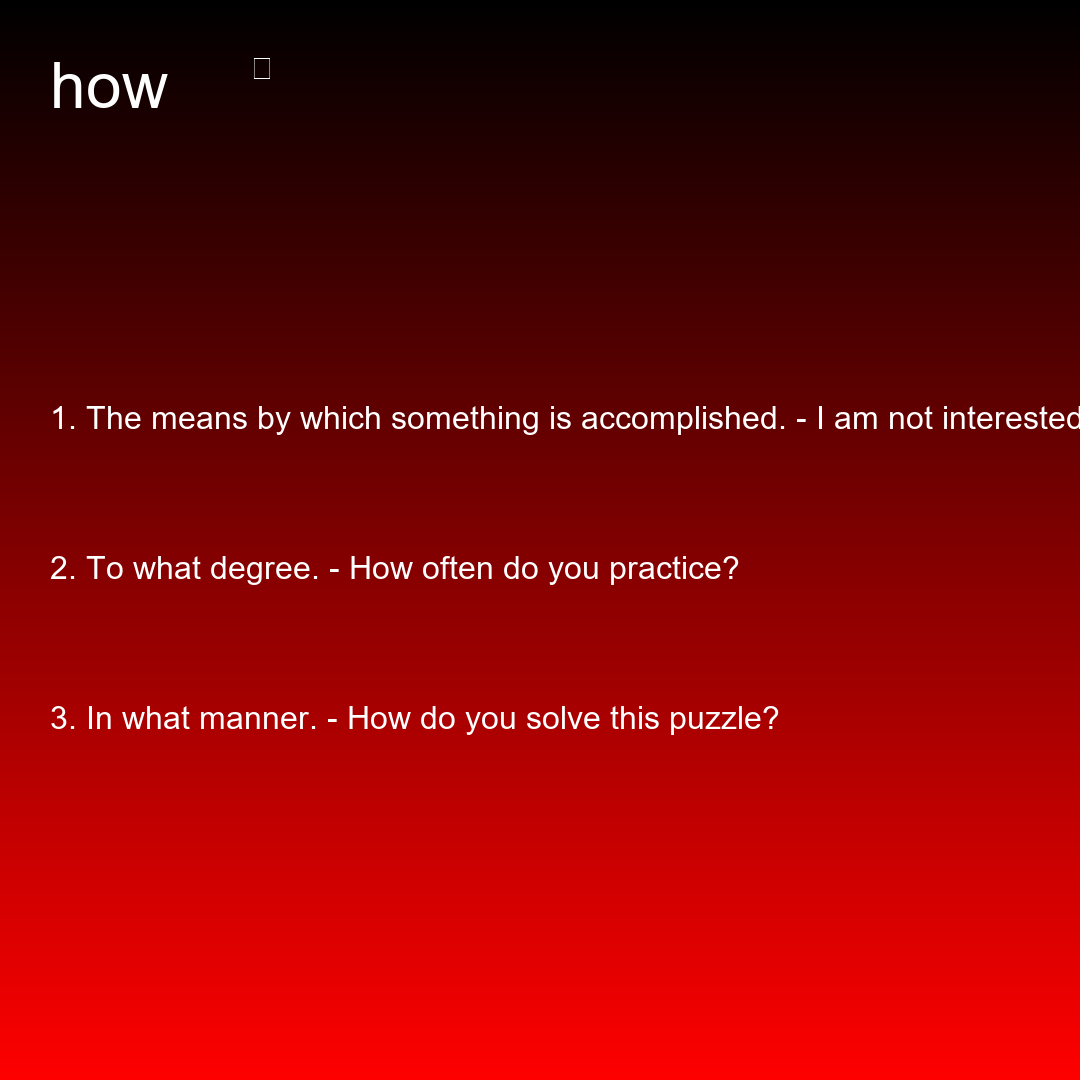 how
1. The means by which something is accomplished. - I am not interested
2. To what degree. - How often do you practice?
3. In what manner. - How do you solve this puzzle?